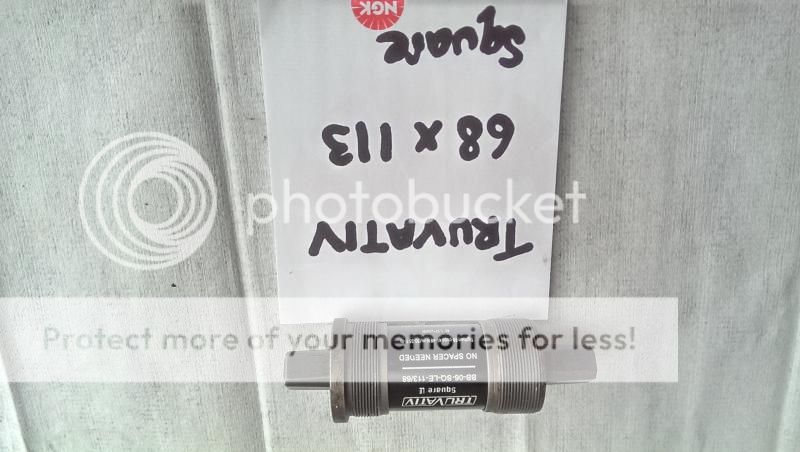 TRUVATIV
68 x 113
Square
NGK
TRUVATIV
Square LE
BB-06-SQ-LE-113/68
NO SPACER NEEDED
photobucket
Protect more of your memories for less!